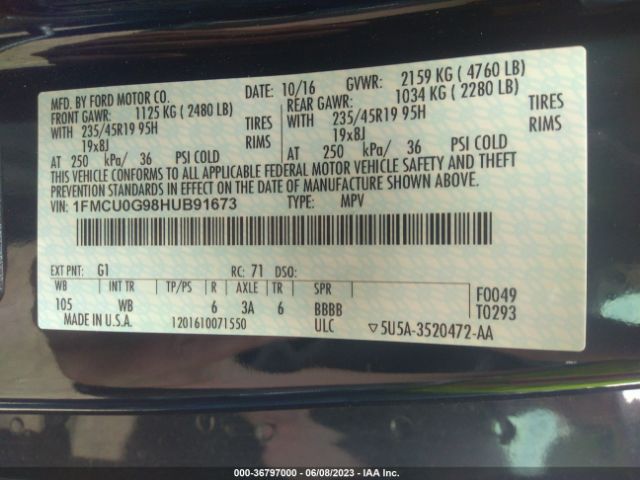 MFD. BY FORD MOTOR CO. DATE: 10/16 GVWR: 2159 KG ( 4760 LB)
FRONT GAWR: 1125 KG ( 2480 LB) REAR GAWR: 1034 KG ( 2280 LB)
WITH 235/45R19 95H TIRES WITH 235/45R19 95H TIRES
19x8J RIMS 19x8J RIMS
AT 250 kPa/ 36 PSI COLD AT 250 kPa/ 36 PSI COLD
THIS VEHICLE CONFORMS TO ALL APPLICABLE FEDERAL MOTOR VEHICLE SAFETY AND THEFT
PREVENTION STANDARDS IN EFFECT ON THE DATE OF MANUFACTURE SHOWN ABOVE.
VIN: 1FMCU0G98HUB91673 TYPE: MPV
EXT PNT: G1 RC: 71 DSO:
WB INT TR TP/PS R AXLE TR SPR F0049
105 WB 6 3A 6 BBBB T0293
MADE IN U.S.A. 1201610071550 ULC ▽5U5A-3520472-AA
000-36797000 - 06/08/2023 - IAA Inc.